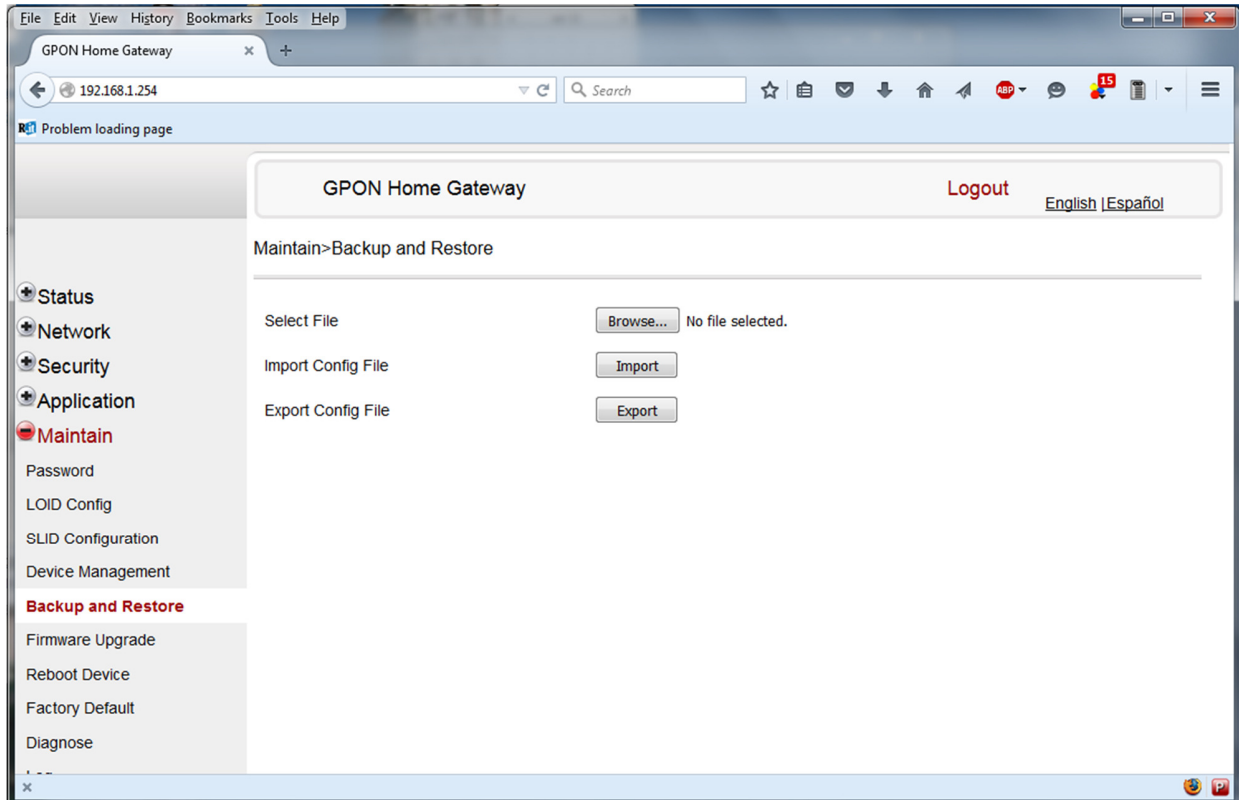 File Edit View History Bookmarks Tools Help
GPON Home Gateway
192.168.1.254
Search
ABP
15
Problem loading page
GPON Home Gateway
Logout
English | Español
Maintain>Backup and Restore
Status
Network
Security
Application
Maintain
Password
LOID Config
SLID Configuration
Device Management
Backup and Restore
Firmware Upgrade
Reboot Device
Factory Default
Diagnose
Select File
Browse... No file selected.
Import Config File
Import
Export Config File
Export